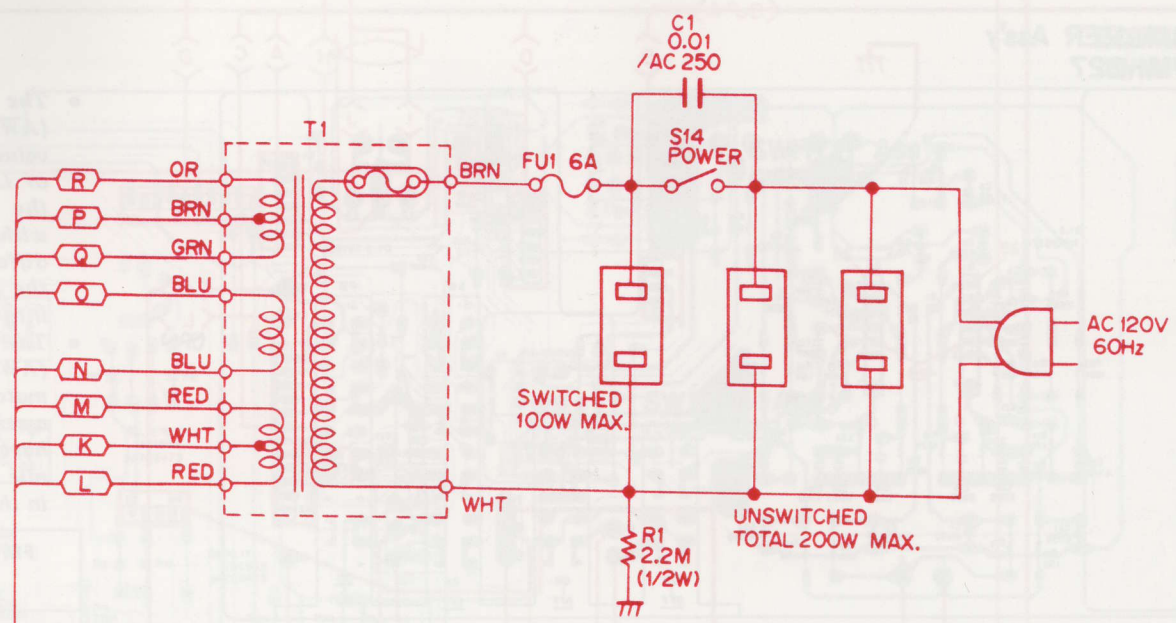 C1
0.01
/AC 250
T1
S14
POWER
FU1 6A
BRN
R OR
P BRN
Q GRN
O BLU
N BLU
M RED
K WHT
L RED
WHT
SWITCHED
100W MAX.
AC 120V
60Hz
UNSWITCHED
TOTAL 200W MAX.
R1
2.2M
(1/2W)